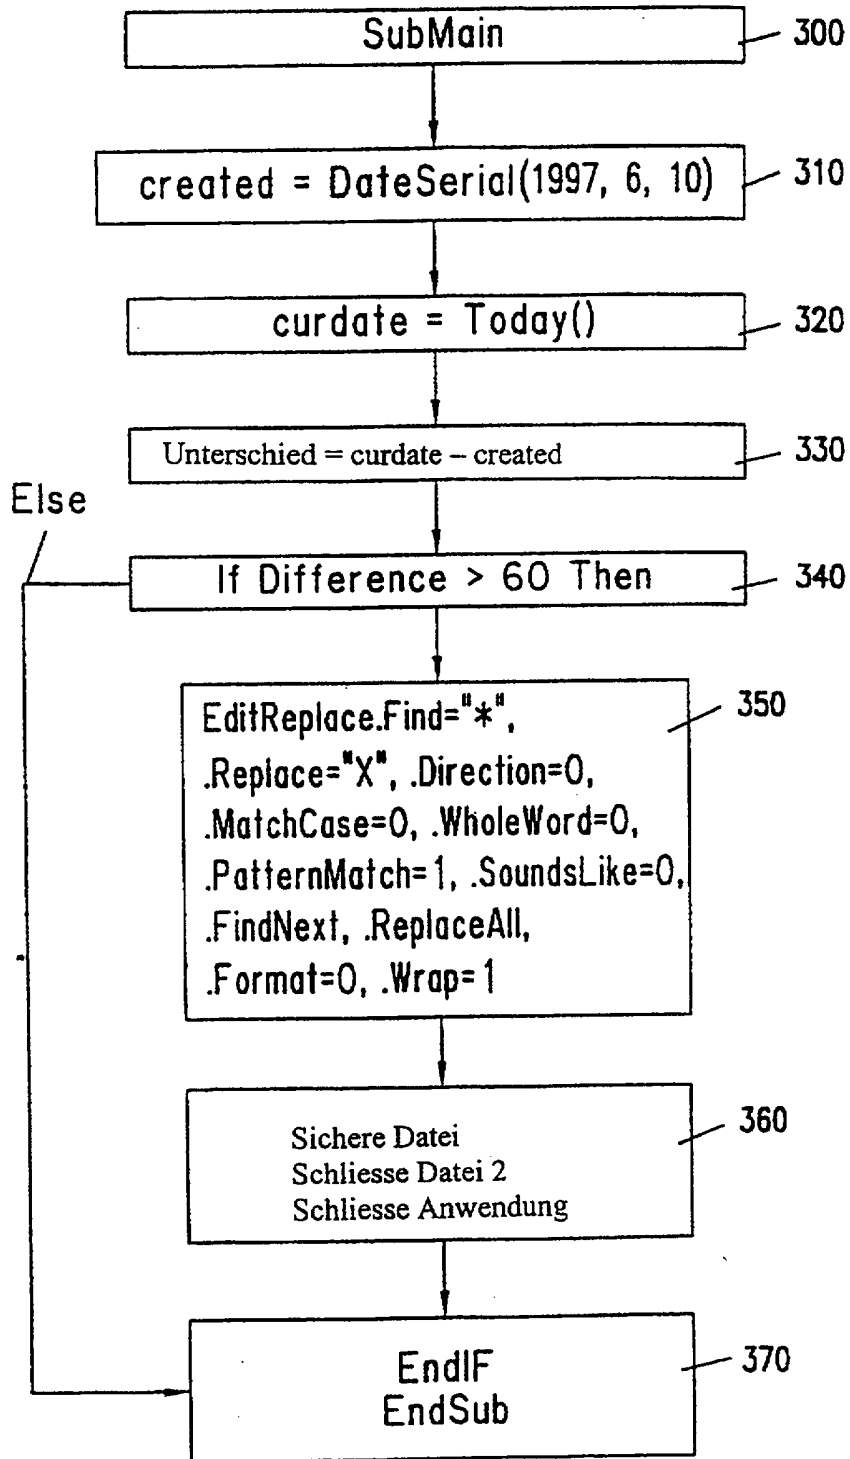 SubMain
300
created = DateSerial(1997, 6, 10)
310
curdate = Today()
320
Unterschied = curdate – created
330
Else
If Difference > 60 Then
340
EditReplace.Find="*",
.Replace="X", .Direction=0,
.MatchCase=0, .WholeWord=0,
.PatternMatch=1, .SoundsLike=0,
.FindNext, .ReplaceAll,
.Format=0, .Wrap=1
350
Sichere Datei
Schliesse Datei 2
Schliesse Anwendung
360
EndIF
EndSub
370